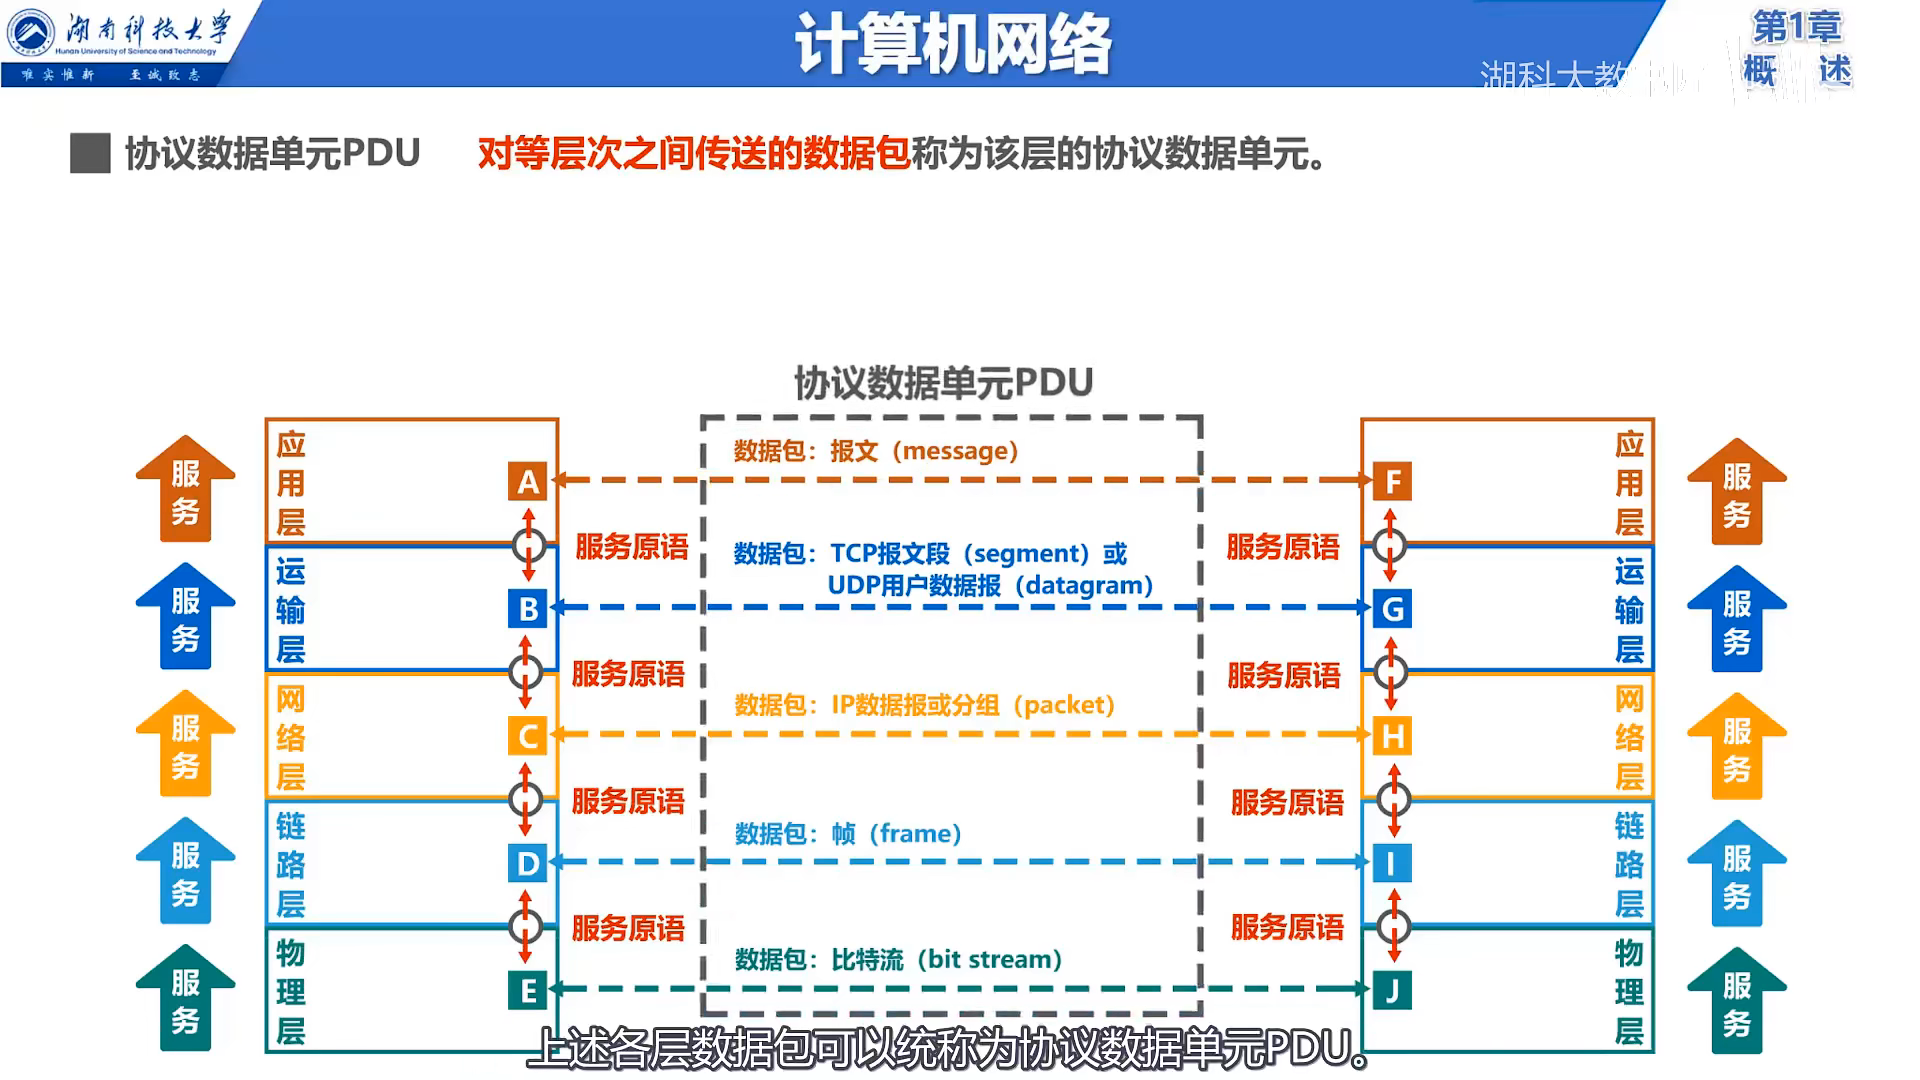 湖南科技大学
Hunan University of Science and Technology
唯实惟新 至诚致志
计算机网络
第1章
概 述
湖科大教书匠
协议数据单元PDU 对等层次之间传送的数据包称为该层的协议数据单元。
协议数据单元PDU
服务
应用层
A
数据包：报文（message）
F
应用层
服务
服务原语
服务原语
服务
运输层
B
数据包：TCP报文段（segment）或
UDP用户数据报（datagram）
G
运输层
服务
服务原语
服务原语
服务
网络层
C
数据包：IP数据报或分组（packet）
H
网络层
服务
服务原语
服务原语
服务
链路层
D
数据包：帧（frame）
I
链路层
服务
服务原语
服务原语
服务
物理层
E
数据包：比特流（bit stream）
J
物理层
服务
上述各层数据包可以统称为协议数据单元PDU。